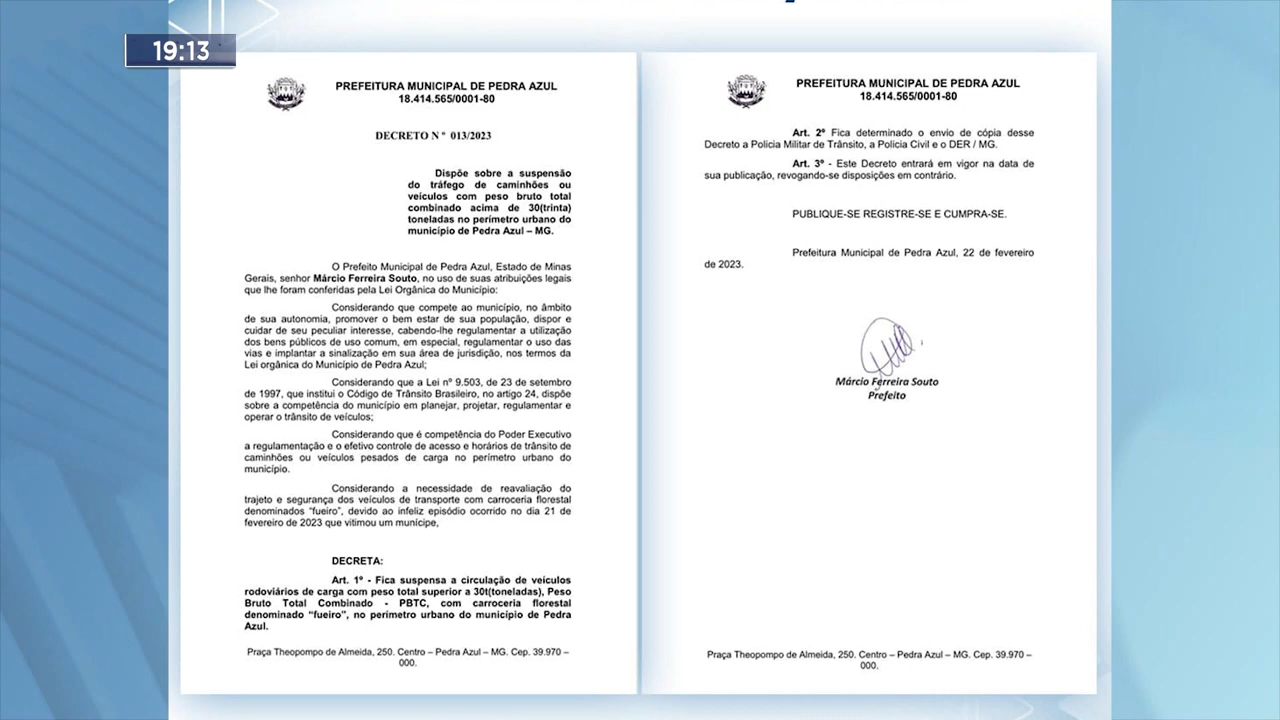 19:13
PREFEITURA MUNICIPAL DE PEDRA AZUL
18.414.565/0001-80
DECRETO N º 013/2023
Dispõe sobre a suspensão
do tráfego de caminhões ou
veículos com peso bruto total
combinado acima de 30(trinta)
toneladas no perímetro urbano do
município de Pedra Azul – MG.
O Prefeito Municipal de Pedra Azul, Estado de Minas
Gerais, senhor Márcio Ferreira Souto, no uso de suas atribuições legais
que lhe foram conferidas pela Lei Orgânica do Município:
Considerando que compete ao município, no âmbito
de sua autonomia, promover o bem estar de sua população, dispor e
cuidar de seu peculiar interesse, cabendo-lhe regulamentar a utilização
dos bens públicos de uso comum, em especial, regulamentar o uso das
vias e implantar a sinalização em sua área de jurisdição, nos termos da
Lei orgânica do Município de Pedra Azul;
Considerando que a Lei nº 9.503, de 23 de setembro
de 1997, que institui o Código de Trânsito Brasileiro, no artigo 24, dispõe
sobre a competência do município em planejar, projetar, regulamentar e
operar o trânsito de veículos;
Considerando que é competência do Poder Executivo
a regulamentação e o efetivo controle de acesso e horários de trânsito de
caminhões ou veículos pesados de carga no perímetro urbano do
município.
Considerando a necessidade de reavaliação do
trajeto e segurança dos veículos de transporte com carroceria florestal
denominados “fueiro”, devido ao infeliz episódio ocorrido no dia 21 de
fevereiro de 2023 que vitimou um munícipe,
DECRETA:
Art. 1º - Fica suspensa a circulação de veículos
rodoviários de carga com peso total superior a 30t(toneladas), Peso
Bruto Total Combinado - PBTC, com carroceria florestal
denominado “fueiro”, no perímetro urbano do município de Pedra
Azul.
Praça Theopompo de Almeida, 250. Centro – Pedra Azul – MG. Cep. 39.970 –
000.
PREFEITURA MUNICIPAL DE PEDRA AZUL
18.414.565/0001-80
Art. 2º Fica determinado o envio de cópia desse
Decreto a Policia Militar de Trânsito, a Policia Civil e o DER / MG.
Art. 3º - Este Decreto entrará em vigor na data de
sua publicação, revogando-se disposições em contrário.
PUBLIQUE-SE REGISTRE-SE E CUMPRA-SE.
Prefeitura Municipal de Pedra Azul, 22 de fevereiro
de 2023.
Márcio Ferreira Souto
Prefeito
Praça Theopompo de Almeida, 250. Centro – Pedra Azul – MG. Cep. 39.970 –
000.